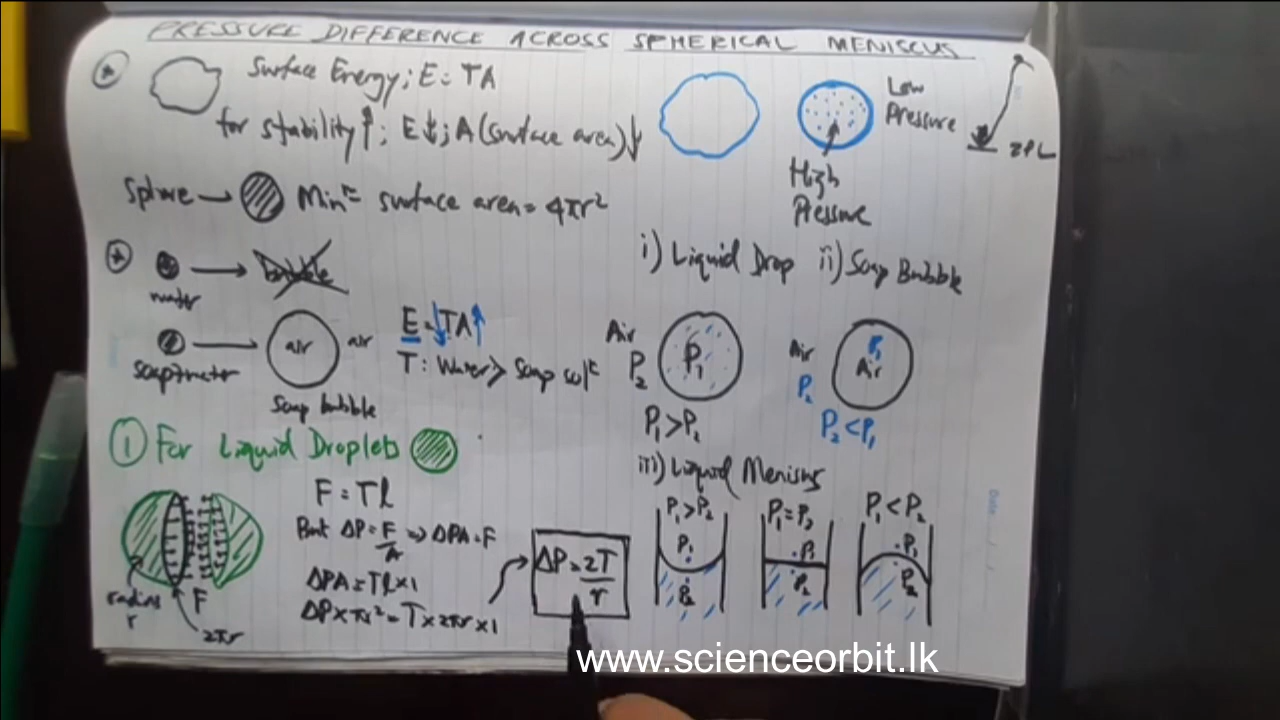 PRESSURE DIFFERENCE ACROSS SPHERICAL MENISCUS
Surface Energy; E = TA
for stability ↑; E↓; A (surface area) ↓
Sphere → Min surface area = 4πr²
water → bubble
soap+water → air air
Soap bubble
E = TA
T: Water > Soap sol
① For Liquid Droplets
F = Tl
But ΔP = F/A ⇒ ΔPA = F
ΔPA = Tl×1
ΔP × πr² = T × 2πr × 1
ΔP = 2T/r
radius
r
F
2πr
Low
Pressure
High
Pressure
i) Liquid Drop ii) Soap Bubble
Air
P₂ P₁
P₁ > P₂
Air P₁
Air
P₂
P₂ < P₁
iii) Liquid Menisus
P₁ > P₂ P₁ = P₂ P₁ < P₂
P₁ P₁ P₁
P₂ P₂ P₂
www.scienceorbit.lk